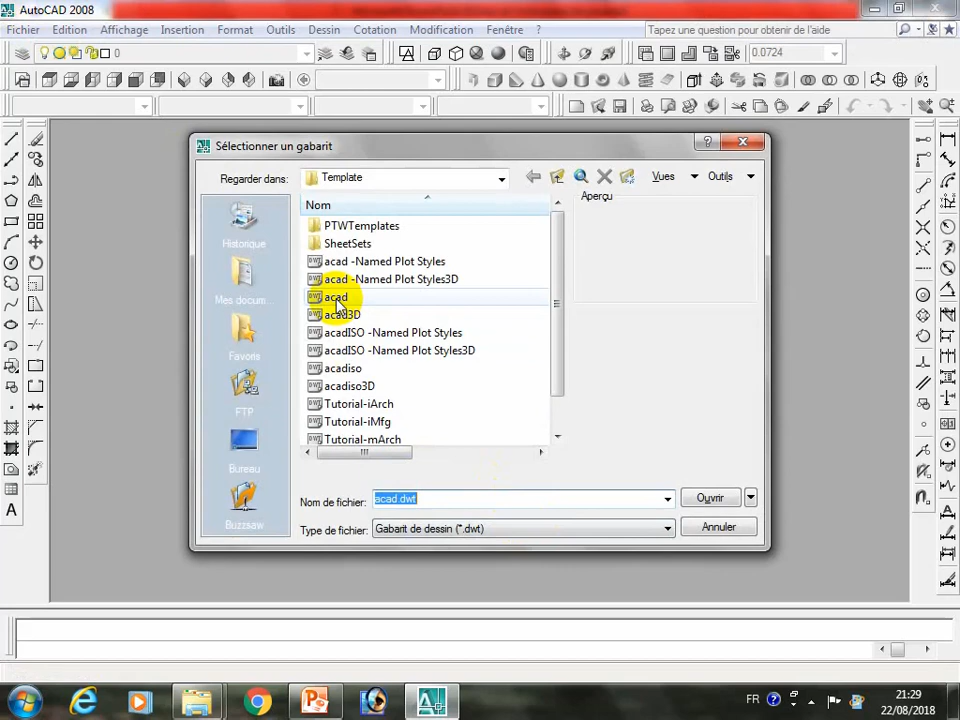 AutoCAD 2008
Fichier Edition Affichage Insertion Format Outils Dessin Cotation Modification Fenêtre ? Tapez une question pour obtenir de l'aide
0 0.0724
Sélectionner un gabarit
Regarder dans: Template Vues Outils
Nom
Aperçu
PTWTemplates
SheetSets
acad -Named Plot Styles
acad -Named Plot Styles3D
acad
acad3D
acadISO -Named Plot Styles
acadISO -Named Plot Styles3D
acadiso
acadiso3D
Tutorial-iArch
Tutorial-iMfg
Tutorial-mArch
Historique
Mes docum...
Favoris
FTP
Bureau
Buzzsaw
Nom de fichier: acad.dwt Ouvrir
Type de fichier: Gabarit de dessin (*.dwt) Annuler
FR 21:29
22/08/2018